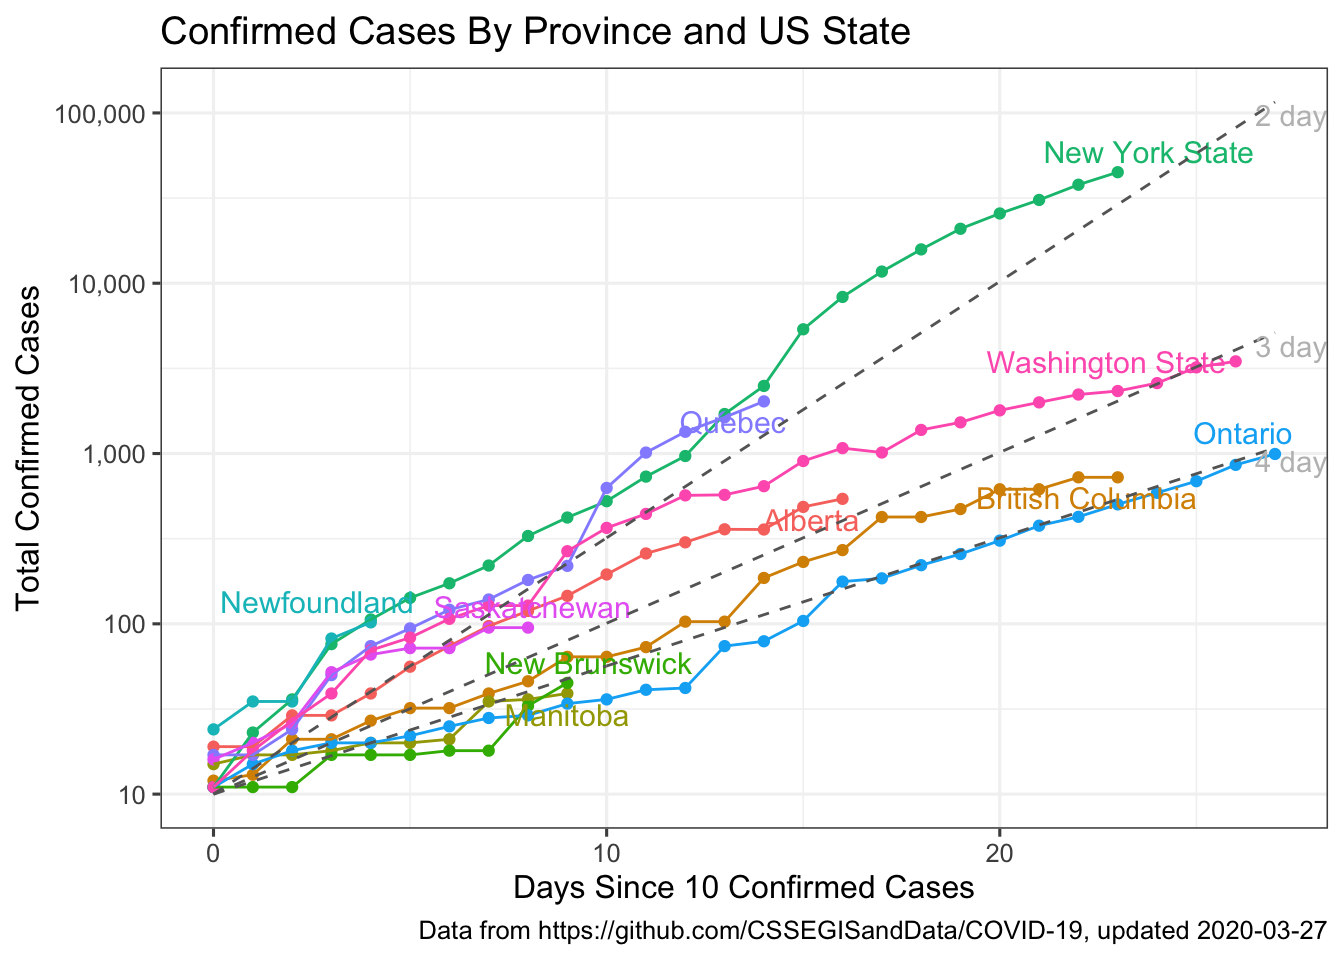 Confirmed Cases By Province and US State
Total Confirmed Cases
100,000
10,000
1,000
100
10
2 day
New York State
3 day
Washington State
Quebec
Ontario
4 day
British Columbia
Alberta
Newfoundland
Saskatchewan
New Brunswick
Manitoba
0
10
20
Days Since 10 Confirmed Cases
Data from https://github.com/CSSEGISandData/COVID-19, updated 2020-03-27